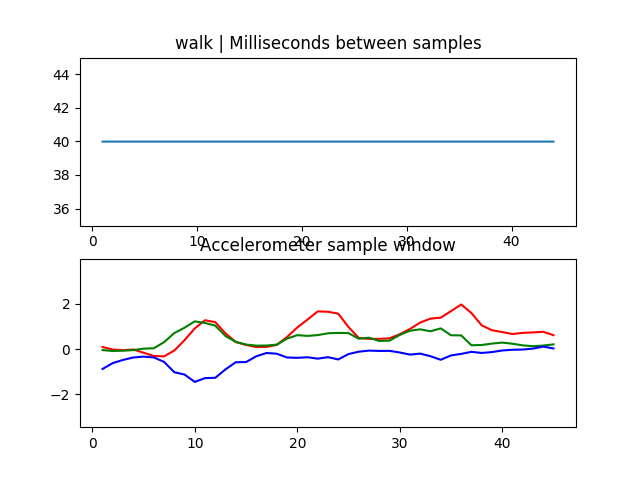 walk | Milliseconds between samples
44
42
40
38
36
0 10 20 30 40
Accelerometer sample window
2
0
−2
0 10 20 30 40